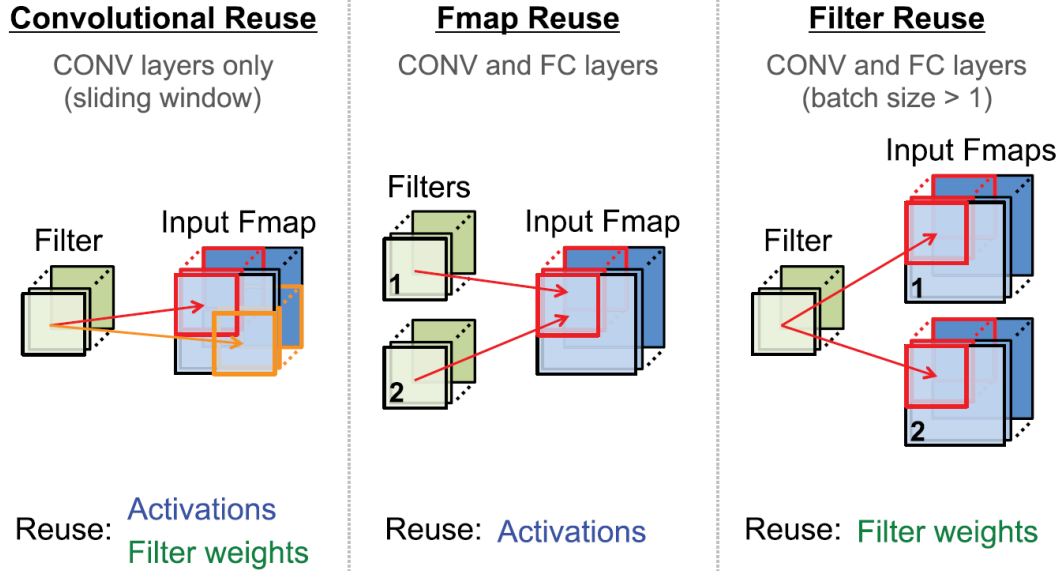 Convolutional Reuse
CONV layers only
(sliding window)
Filter
Input Fmap
Reuse:
Activations
Filter weights
Fmap Reuse
CONV and FC layers
Filters
Input Fmap
1
2
Reuse: Activations
Filter Reuse
CONV and FC layers
(batch size > 1)
Input Fmaps
Filter
1
2
Reuse: Filter weights